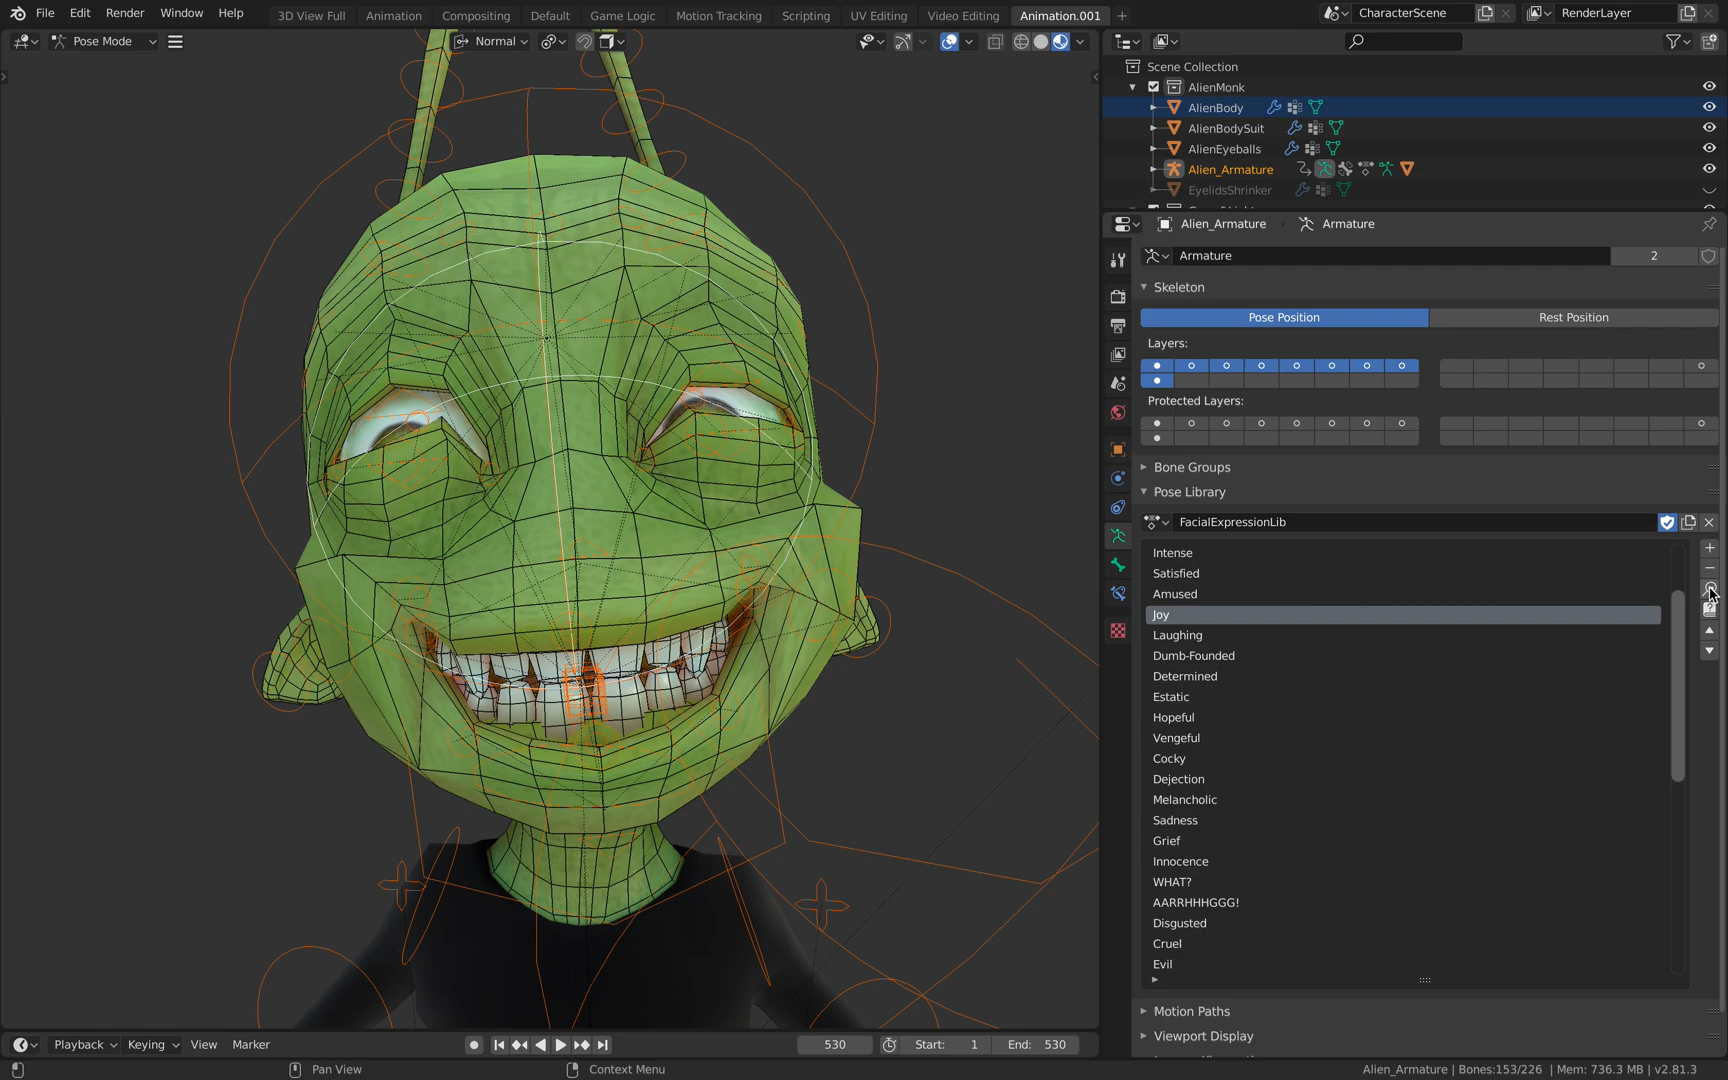 File Edit Render Window Help 3D View Full Animation Compositing Default Game Logic Motion Tracking Scripting UV Editing Video Editing Animation.001 CharacterScene RenderLayer
Pose Mode Normal
Scene Collection
AlienMonk
AlienBody
AlienBodySuit
AlienEyeballs
Alien_Armature
EyelidsShrinker
Alien_Armature Armature
Armature 2
Skeleton
Pose Position Rest Position
Layers:
Protected Layers:
Bone Groups
Pose Library
FacialExpressionLib
Intense
Satisfied
Amused
Joy
Laughing
Dumb-Founded
Determined
Estatic
Hopeful
Vengeful
Cocky
Dejection
Melancholic
Sadness
Grief
Innocence
WHAT?
AARRHHHGGG!
Disgusted
Cruel
Evil
Motion Paths
Viewport Display
Playback Keying View Marker 530 Start: 1 End: 530
Pan View Context Menu Alien_Armature | Bones:153/226 | Mem: 736.3 MB | v2.81.3